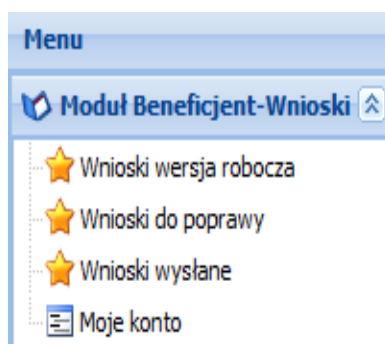 Menu
Moduł Beneficjent-Wnioski
Wnioski wersja robocza
Wnioski do poprawy
Wnioski wysłane
Moje konto